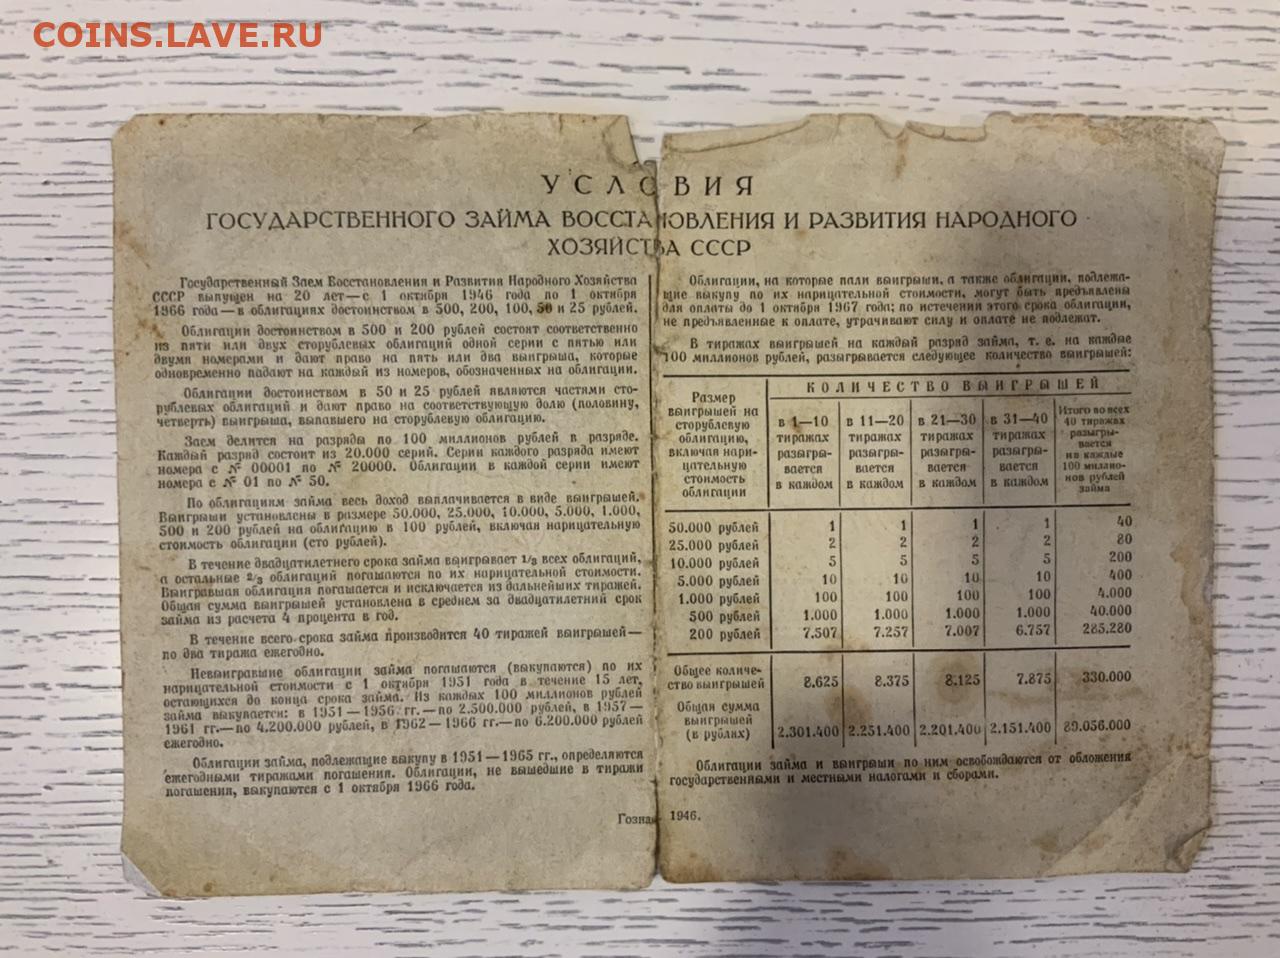 COINS.LAVE.RU
УСЛОВИЯ
ГОСУДАРСТВЕННОГО ЗАЙМА ВОССТАНОВЛЕНИЯ И РАЗВИТИЯ НАРОДНОГО
ХОЗЯЙСТВА СССР
Государственный Заем Восстановления и Развития Народного Хозяйства
СССР выпущен на 20 лет—с 1 октября 1946 года по 1 октября
1966 года—в облигациях достоинством в 500, 200, 100, 50 и 25 рублей.
Облигации достоинством в 500 и 200 рублей состоят соответственно
из пяти или двух сторублевых облигаций одной серии с пятью или
двумя номерами и дают право на пять или два выигрыша, которые
одновременно падают на каждый из номеров, обозначенных на облигации.
Облигации достоинством в 50 и 25 рублей являются частями сто-
рублевых облигаций и дают право на соответствующую долю (половину,
четверть) выигрыша, выпавшего на сторублевую облигацию.
Заем делится на разряды по 100 миллионов рублей в разряде.
Каждый разряд состоит из 20.000 серий. Серии каждого разряда имеют
номера с № 00001 по № 20000. Облигации в каждой серии имеют
номера с № 01 по № 50.
По облигациям займа весь доход выплачивается в виде выигрышей.
Выигрыши установлены в размере 50.000, 25.000, 10.000, 5.000, 1.000,
500 и 200 рублей на облигацию в 100 рублей, включая нарицательную
стоимость облигации (сто рублей).
В течение двадцатилетнего срока займа выигрывает 1/3 всех облигаций,
а остальные 2/3 облигаций погашаются по их нарицательной стоимости.
Выигравшая облигация погашается и исключается из дальнейших тиражей.
Общая сумма выигрышей установлена в среднем за двадцатилетний срок
займа из расчета 4 процента в год.
В течение всего срока займа производится 40 тиражей выигрышей—
по два тиража ежегодно.
Невыигравшие облигации займа погашаются (выкупаются) по их
нарицательной стоимости с 1 октября 1951 года в течение 15 лет,
остающихся до конца срока займа. Из каждых 100 миллионов рублей
займа выкупается: в 1951—1956 гг.—по 2.500.000 рублей, в 1957—
1961 гг.—по 4.200.000 рублей, в 1962—1966 гг.—по 6.200.000 рублей
ежегодно.
Облигации займа, подлежащие выкупу в 1951—1965 гг., определяются
ежегодными тиражами погашения. Облигации, не вышедшие в тиражи
погашения, выкупаются с 1 октября 1966 года.
Облигации, на которые пали выигрыши, а также облигации, подлежа-
щие выкупу по их нарицательной стоимости, могут быть предъявлены
для оплаты до 1 октября 1967 года; по истечении этого срока облигации,
не предъявленные к оплате, утрачивают силу и оплате не подлежат.
В тиражах выигрышей на каждый разряд займа, т. е. на каждые
100 миллионов рублей, разыгрывается следующее количество выигрышей:
Размер выигрышей на сторублевую облигацию, включая нарицательную стоимость облигации
КОЛИЧЕСТВО ВЫИГРЫШЕЙ
в 1—10 тиражах разыгрывается в каждом
в 11—20 тиражах разыгрывается в каждом
в 21—30 тиражах разыгрывается в каждом
в 31—40 тиражах разыгрывается в каждом
Итого во всех 40 тиражах разыгрывается на каждые 100 миллионов рублей займа
50.000 рублей 1 1 1 1 40
25.000 рублей 2 2 2 2 80
10.000 рублей 5 5 5 5 200
5.000 рублей 10 10 10 10 400
1.000 рублей 100 100 100 100 4.000
500 рублей 1.000 1.000 1.000 1.000 40.000
200 рублей 7.507 7.257 7.007 6.757 285.280
Общее количе-
ство выигрышей 8.625 8.375 8.125 7.875 330.000
Общая сумма
выигрышей
(в рублях) 2.301.400 2.251.400 2.201.400 2.151.400 89.056.000
Облигации займа и выигрыши по ним освобождаются от обложения
государственными и местными налогами и сборами.
Гознак 1946.